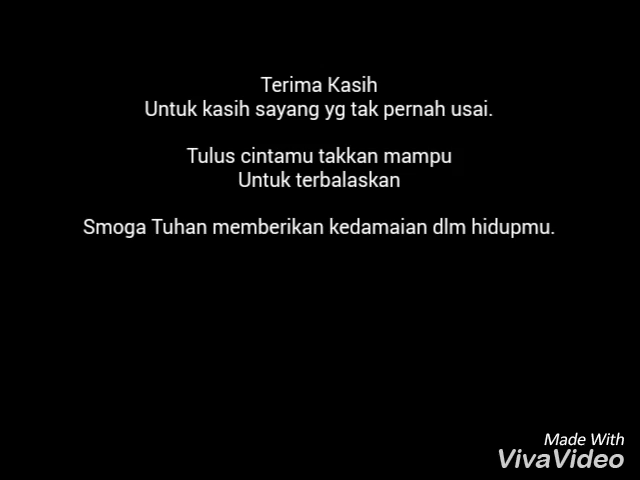 Terima Kasih
Untuk kasih sayang yg tak pernah usai.
Tulus cintamu takkan mampu
Untuk terbalaskan
Smoga Tuhan memberikan kedamaian dlm hidupmu.
Made With
VivaVideo